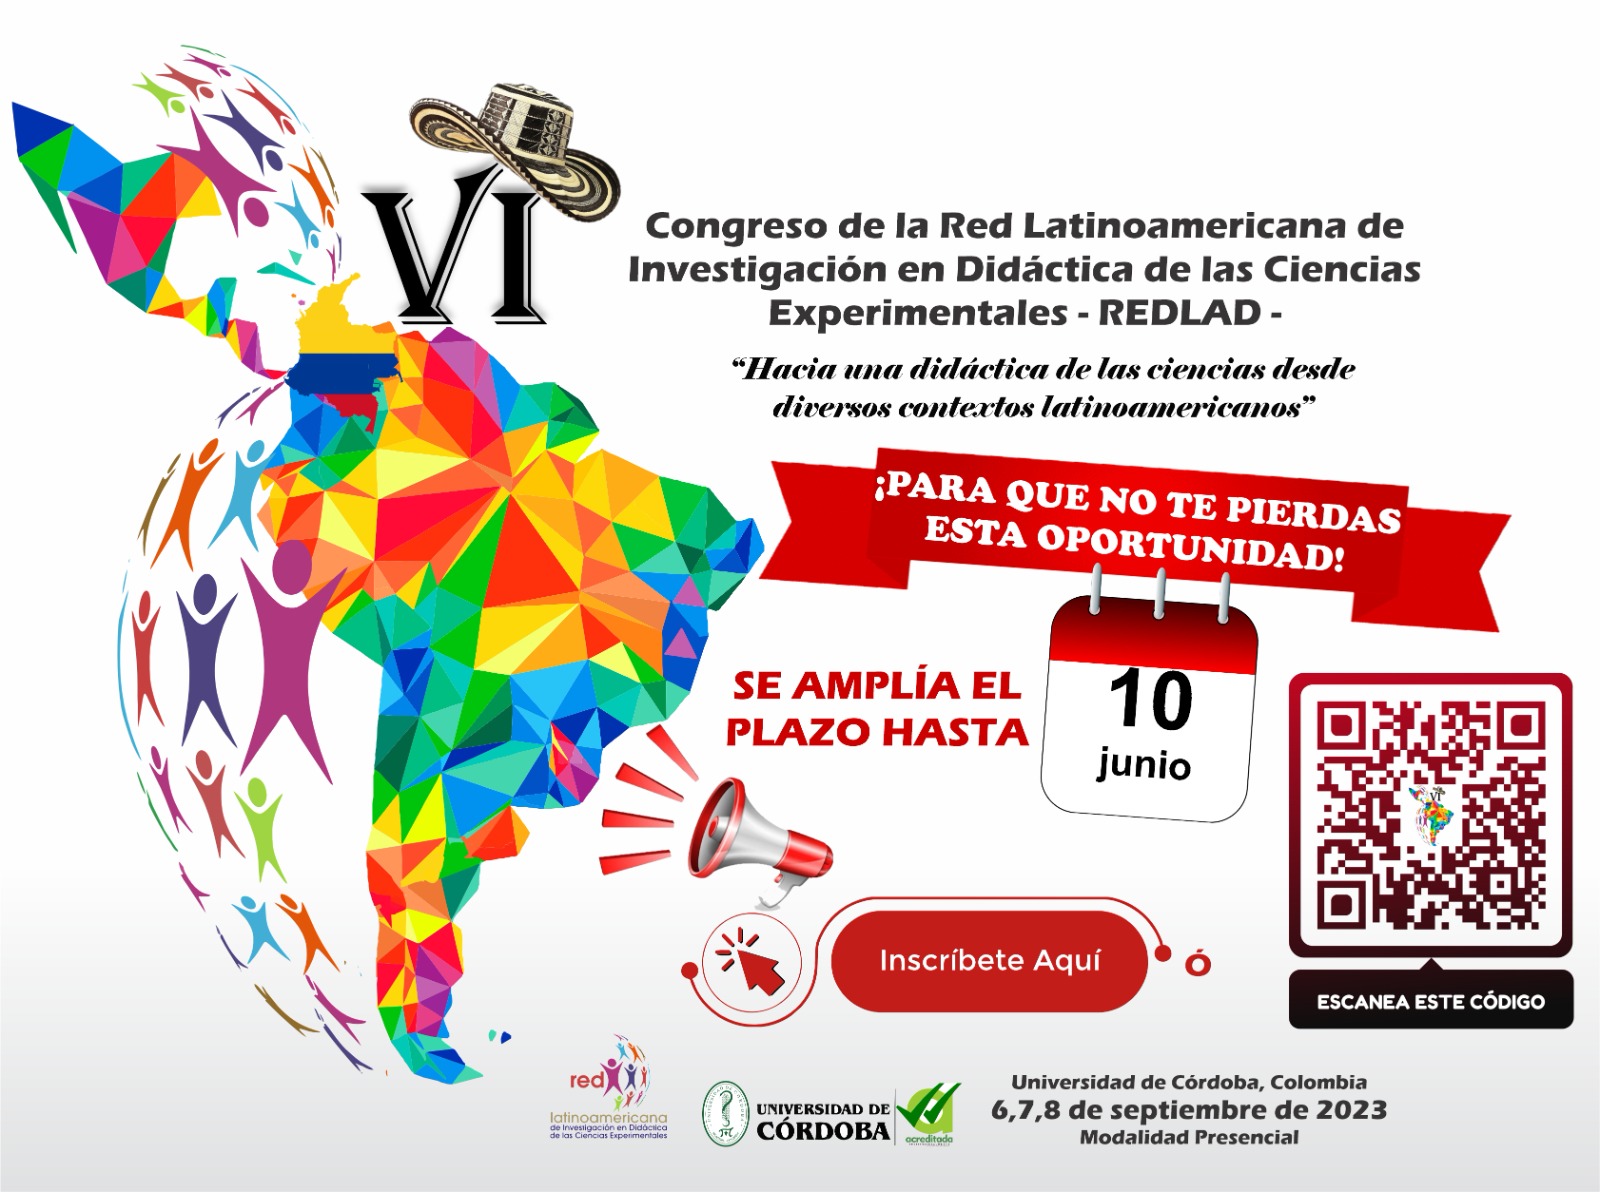 VI
Congreso de la Red Latinoamericana de
Investigación en Didáctica de las Ciencias
Experimentales - REDLAD -
“Hacia una didáctica de las ciencias desde
diversos contextos latinoamericanos”
¡PARA QUE NO TE PIERDAS
ESTA OPORTUNIDAD!
SE AMPLÍA EL
PLAZO HASTA
10
junio
Inscríbete Aquí
Ó
ESCANEA ESTE CÓDIGO
red
latinoamericana
de Investigación en Didáctica
de las Ciencias Experimentales
UNIVERSIDAD DE
CÓRDOBA
acreditada
Universidad de Córdoba, Colombia
6,7,8 de septiembre de 2023
Modalidad Presencial